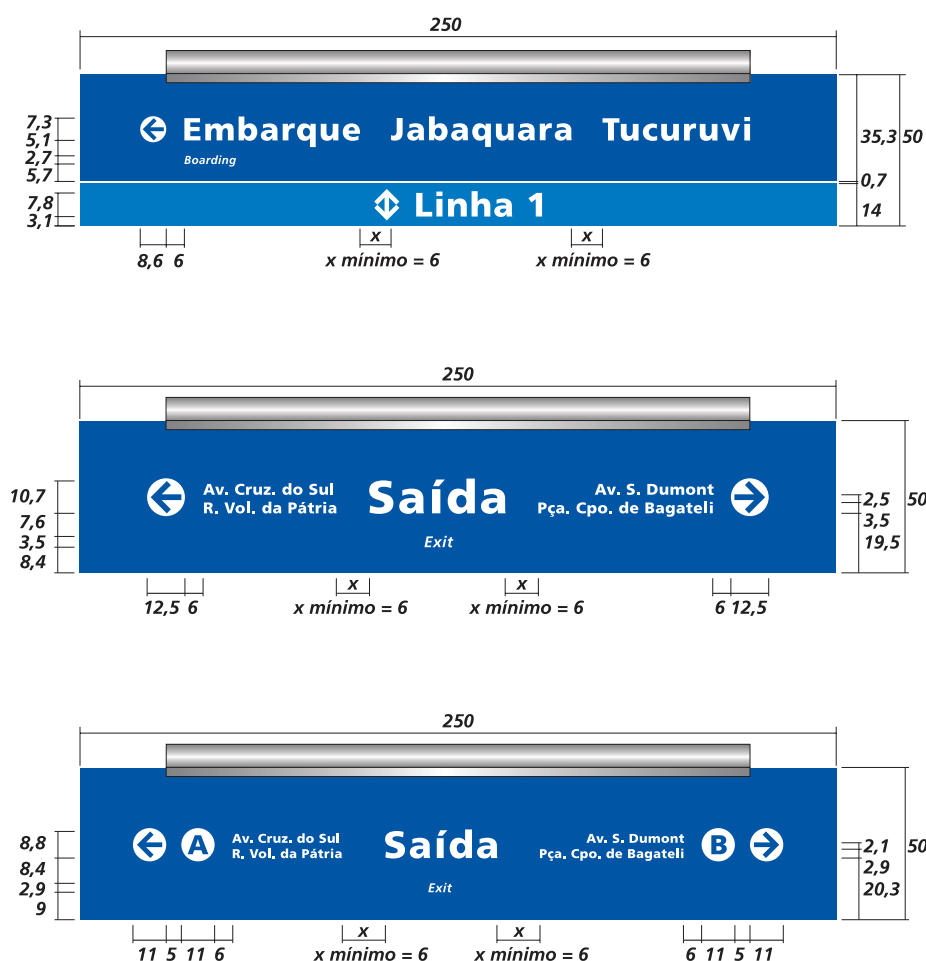 250
Embarque Jabaquara Tucuruvi
Boarding
Linha 1
7,3
5,1
2,7
5,7
7,8
3,1
35,3 50
0,7
14
8,6 6
x
x mínimo = 6
x
x mínimo = 6
250
Av. Cruz. do Sul
R. Vol. da Pátria
Saída
Exit
Av. S. Dumont
Pça. Cpo. de Bagateli
10,7
7,6
3,5
8,4
2,5
3,5
19,5
50
12,5 6
x
x mínimo = 6
x
x mínimo = 6
6 12,5
250
A
Av. Cruz. do Sul
R. Vol. da Pátria
Saída
Exit
Av. S. Dumont
Pça. Cpo. de Bagateli
B
8,8
8,4
2,9
9
2,1
2,9
20,3
50
11 5 11 6
x
x mínimo = 6
x
x mínimo = 6
6 11 5 11